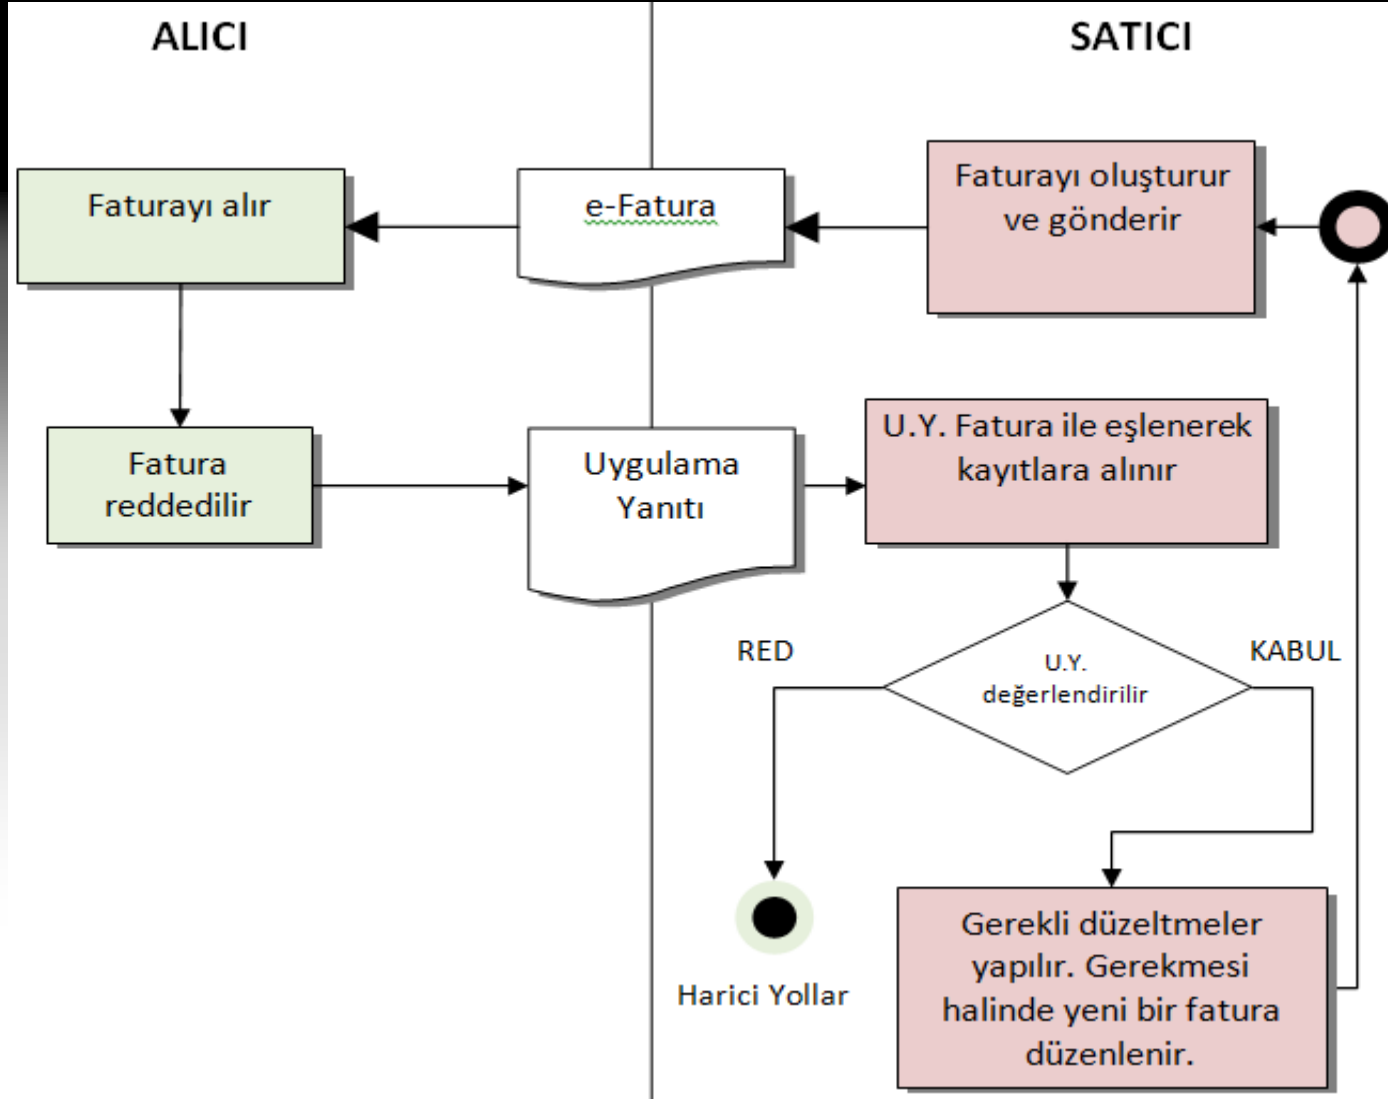 ALICI
SATICI
Faturayı alır
e-Fatura
Faturayı oluşturur
ve gönderir
Fatura
reddedilir
Uygulama
Yanıtı
U.Y. Fatura ile eşlenerek
kayıtlara alınır
RED
U.Y.
değerlendirilir
KABUL
Harici Yollar
Gerekli düzeltmeler
yapılır. Gerekmesi
halinde yeni bir fatura
düzenlenir.